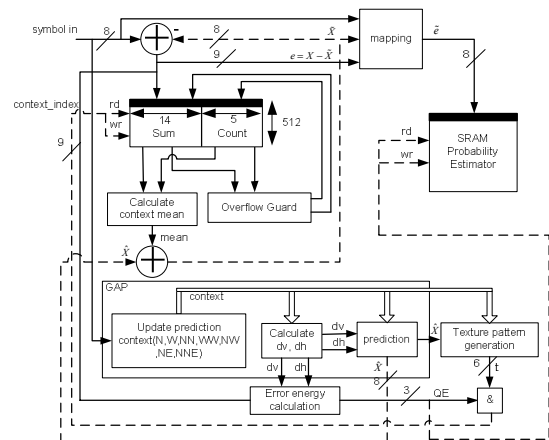 symbol in
8
-
8
X̂
9
e = X - X̃
mapping
ẽ
8
context_index
rd
wr
14
Sum
5
Count
512
9
rd
wr
SRAM
Probability
Estimator
Calculate
context mean
Overflow Guard
mean
X̂
GAP
context
Update prediction
context(N,W,NN,WW,NW
,NE,NNE)
Calculate
dv, dh
dv
dh
prediction
X̂
Texture pattern
generation
dv
dh
X̂
8
6
t
Error energy
calculation
3
QE
&